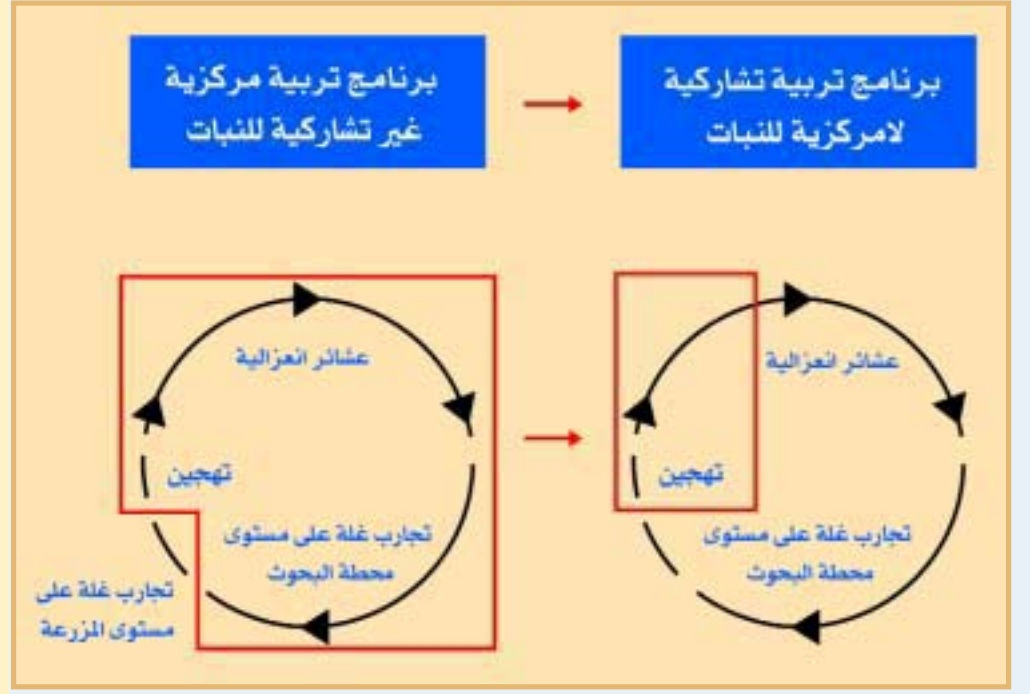 برنامج تربية تشاركية
لامركزية للنبات
برنامج تربية مركزية
غير تشاركية للنبات
عشائر انعزالية
تهجين
تجارب غلة على مستوى
محطة البحوث
عشائر انعزالية
تهجين
تجارب غلة على مستوى
محطة البحوث
تجارب غلة على
مستوى المزرعة